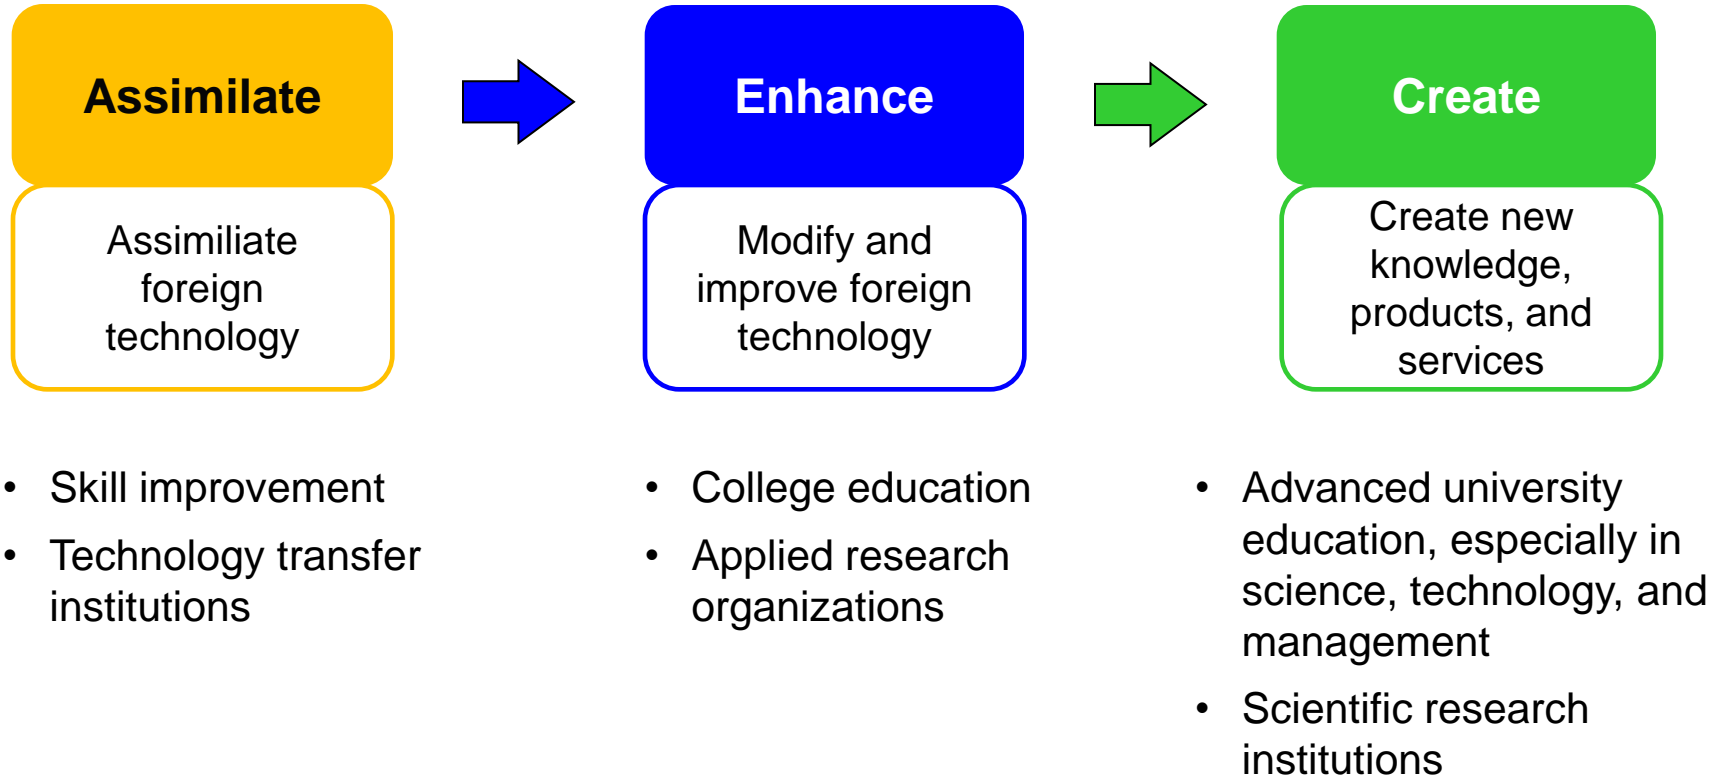 Assimilate
Assimiliate
foreign
technology
• Skill improvement
• Technology transfer
institutions
Enhance
Modify and
improve foreign
technology
• College education
• Applied research
organizations
Create
Create new
knowledge,
products, and
services
• Advanced university
education, especially in
science, technology, and
management
• Scientific research
institutions